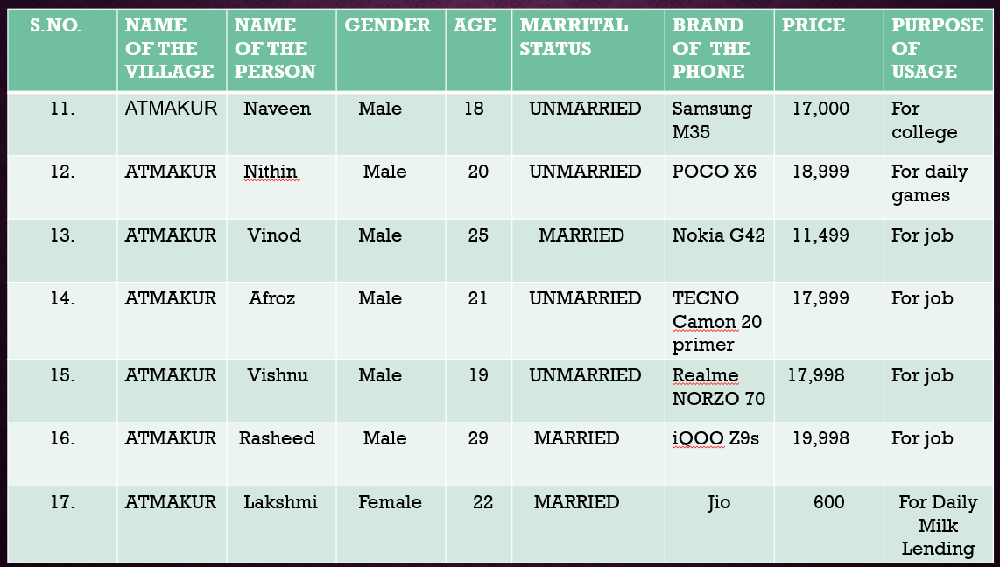 S.NO. NAME OF THE VILLAGE NAME OF THE PERSON GENDER AGE MARRITAL STATUS BRAND OF THE PHONE PRICE PURPOSE OF USAGE
11. ATMAKUR Naveen Male 18 UNMARRIED Samsung M35 17,000 For college
12. ATMAKUR Nithin Male 20 UNMARRIED POCO X6 18,999 For daily games
13. ATMAKUR Vinod Male 25 MARRIED Nokia G42 11,499 For job
14. ATMAKUR Afroz Male 21 UNMARRIED TECNO Camon 20 primer 17,999 For job
15. ATMAKUR Vishnu Male 19 UNMARRIED Realme NORZO 70 17,998 For job
16. ATMAKUR Rasheed Male 29 MARRIED iQOO Z9s 19,998 For job
17. ATMAKUR Lakshmi Female 22 MARRIED Jio 600 For Daily Milk Lending